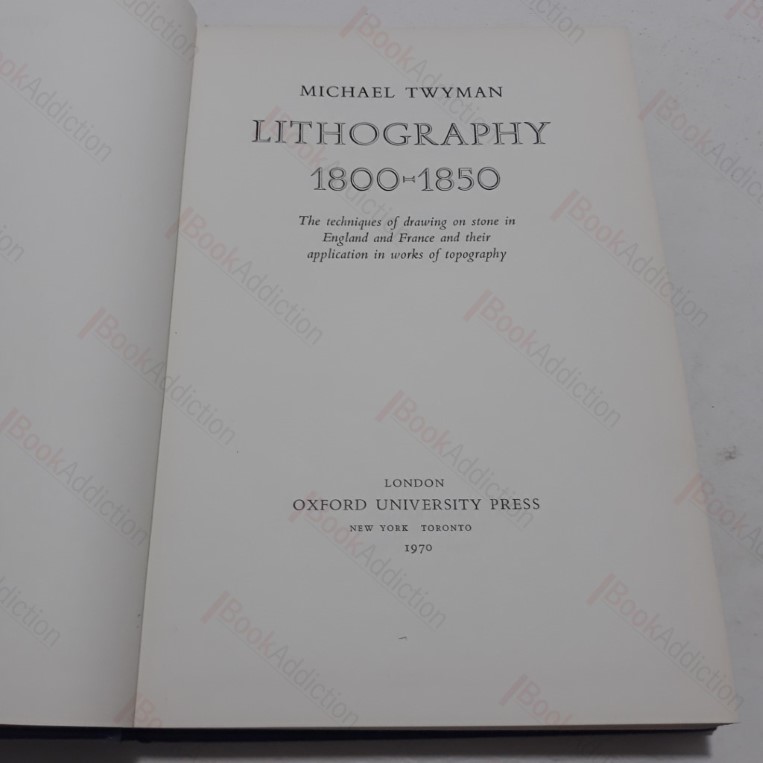 MICHAEL TWYMAN
LITHOGRAPHY
1800-1850
The techniques of drawing on stone in
England and France and their
application in works of topography
LONDON
OXFORD UNIVERSITY PRESS
NEW YORK TORONTO
1970
BookAddiction